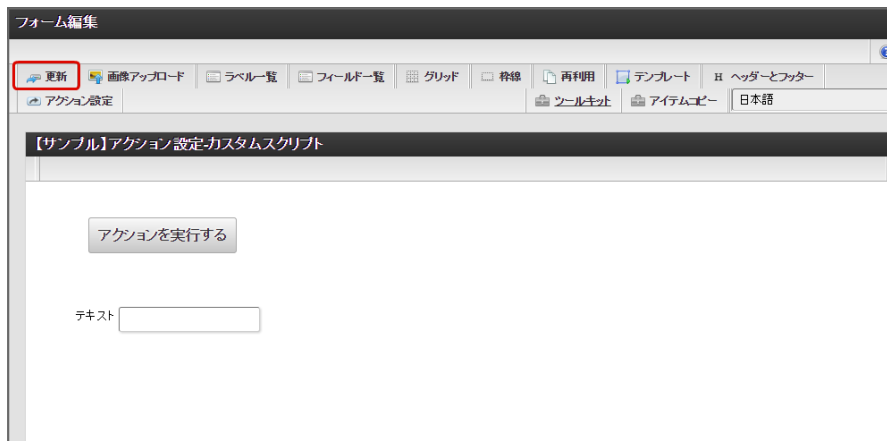 フォーム編集
更新 画像アップロード ラベル一覧 フィールド一覧 グリッド 枠線 再利用 テンプレート H ヘッダーとフッター
アクション設定 ツールキット アイテムコピー 日本語
【サンプル】アクション設定-カスタムスクリプト
アクションを実行する
テキスト